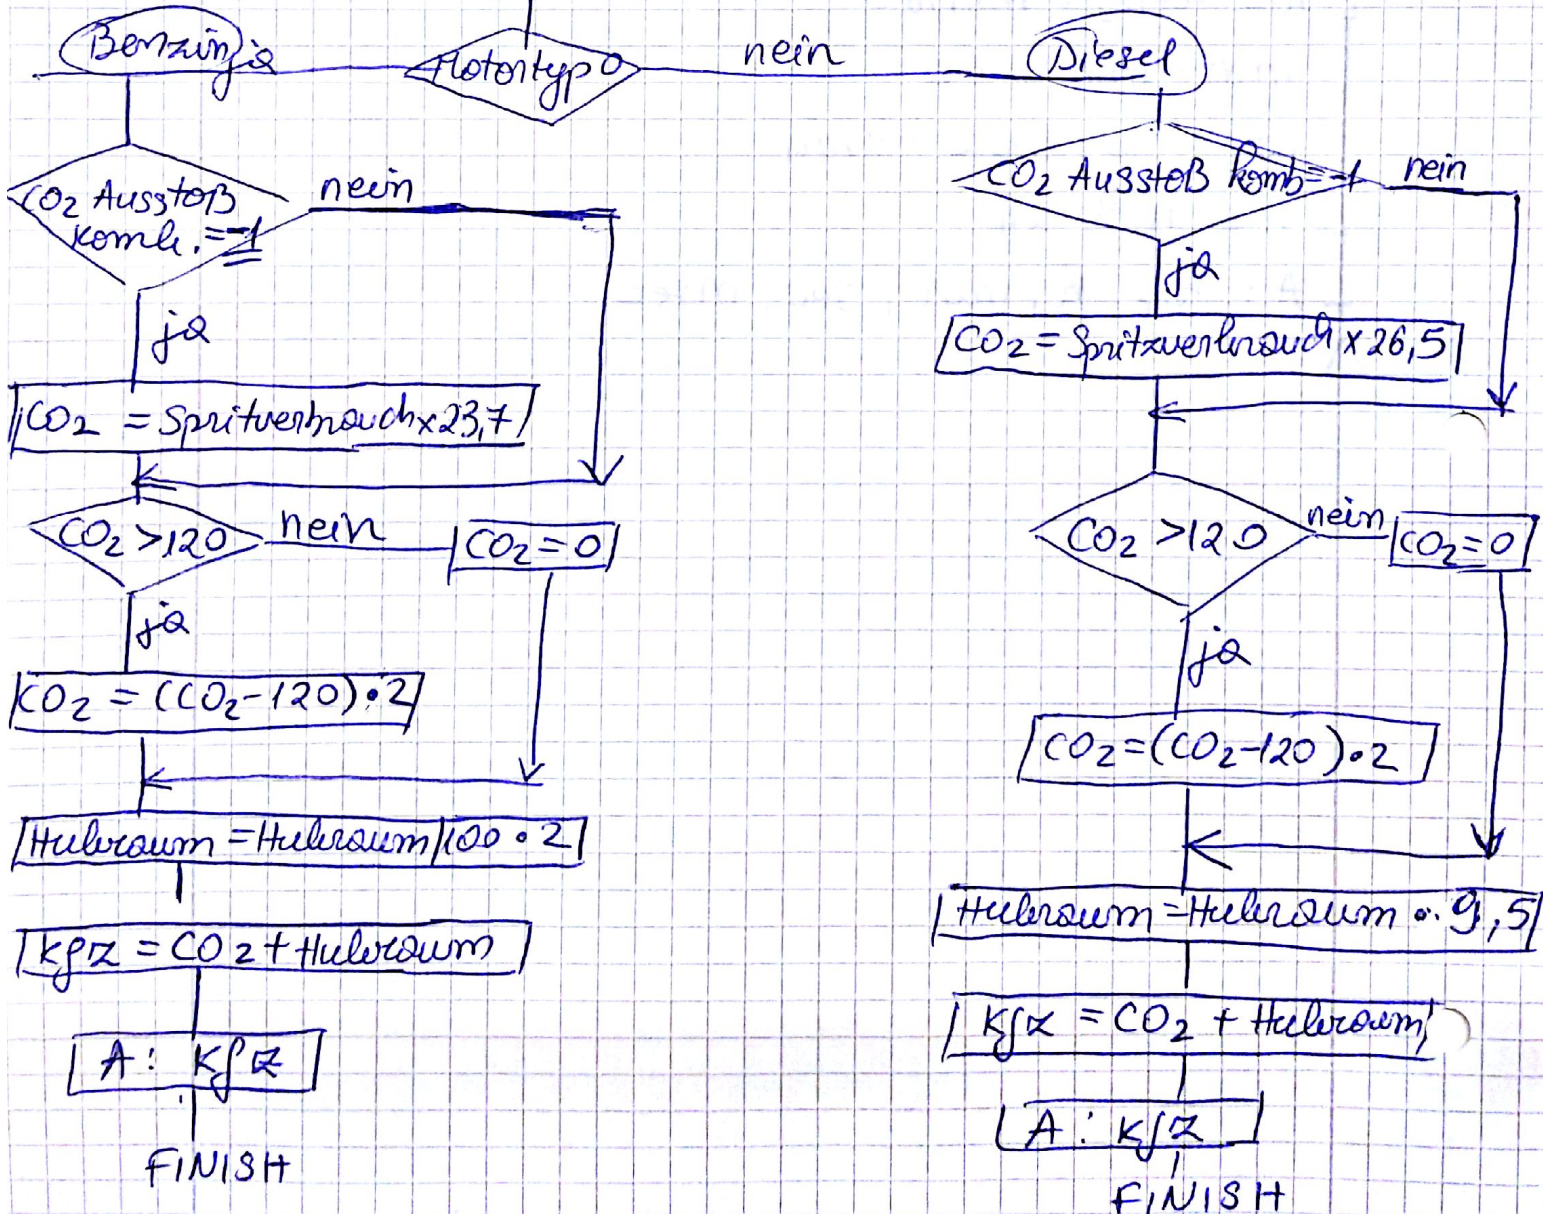 Benzin ja
Motortyp 0
nein
Diesel
CO2 Ausstoß
komb. = -1
nein
ja
CO2 = Spritverbrauch x 23,7
CO2 > 120
nein
CO2 = 0
ja
CO2 = (CO2 - 120) · 2
Hubraum = Hubraum/100 · 2
kfz = CO2 + Hubraum
A: kfz
FINISH
CO2 Ausstoß komb = -1
nein
ja
CO2 = Spritzverbrauch x 26,5
CO2 > 120
nein
CO2 = 0
ja
CO2 = (CO2 - 120) · 2
Hubraum = Hubraum · 9,5
kfz = CO2 + Hubraum
A: kfz
FINISH